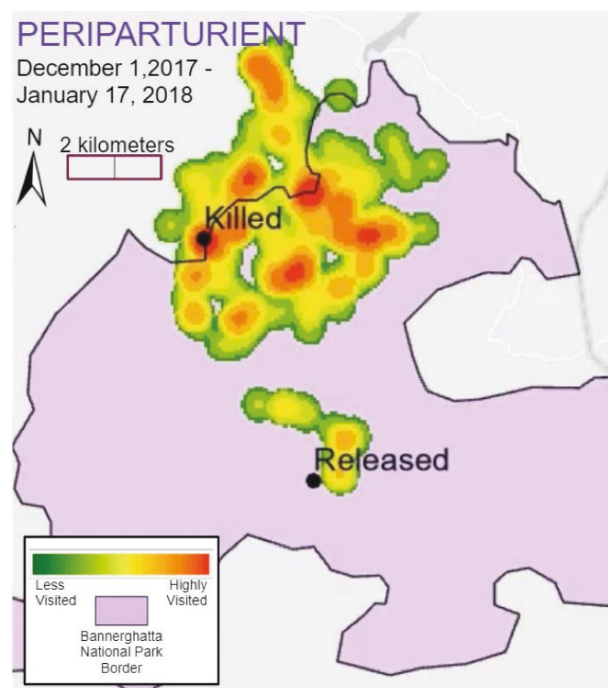 PERIPARTURIENT
December 1,2017 -
January 17, 2018
N
2 kilometers
Killed
Released
Less
Visited
Highly
Visited
Bannerghatta
National Park
Border